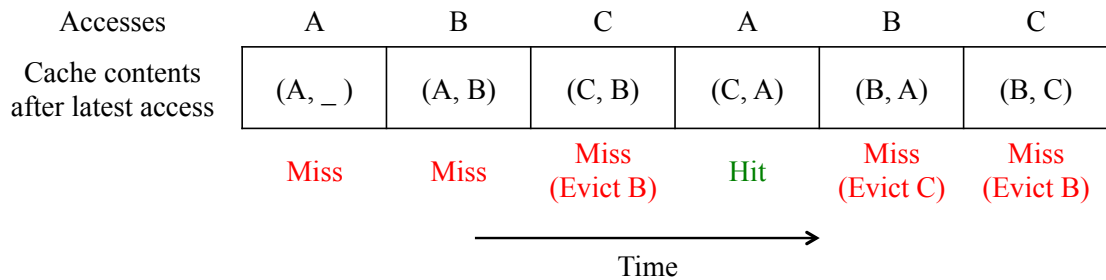 Accesses A B C A B C
Cache contents
after latest access
(A, _ ) (A, B) (C, B) (C, A) (B, A) (B, C)
Miss Miss Miss
(Evict B) Hit Miss
(Evict C) Miss
(Evict B)
Time